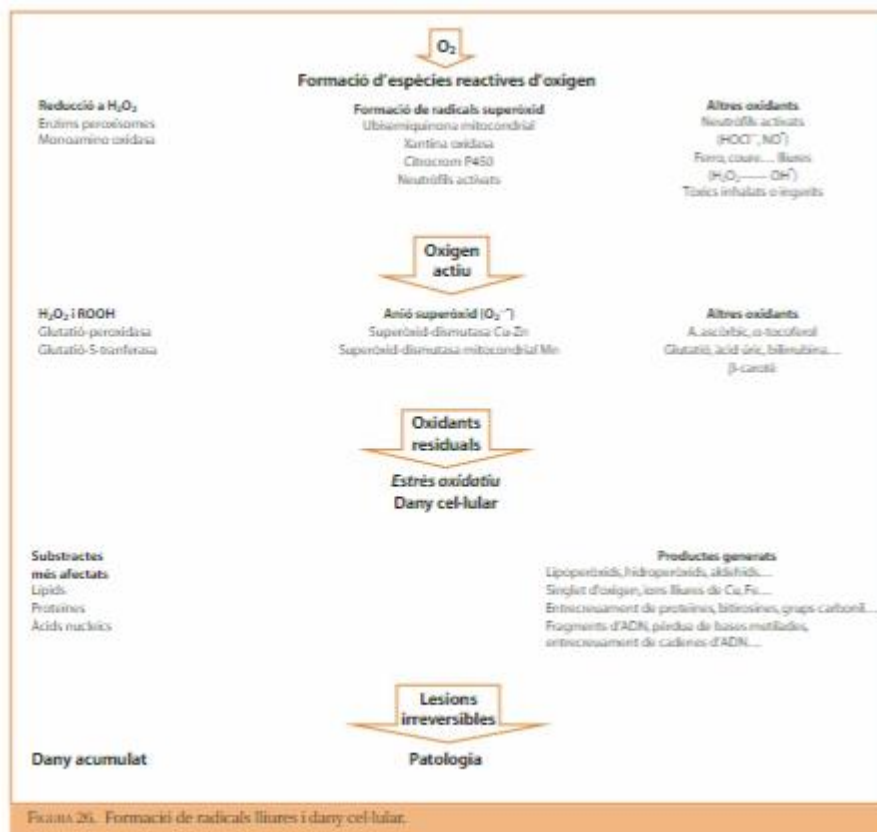 O₂
Formació d'espècies reactives d'oxigen
Reducció a H₂O₂
Enzims peroxisomes
Monoamino oxidasa
Formació de radicals superòxid
Ubisemiquinona mitocondrial
Xantina oxidasa
Citocrom P450
Neutròfils activats
Altres oxidants
Neutròfils activats
(HOCl⁻, NO
Ferro, coure... lliures
(H₂O₂—— OH
Tòxics inhalats o ingerits
Oxigen
actiu
H₂O₂ i ROOH
Glutatió-peroxidasa
Glutatió-S-tranferasa
Anió superòxid (O₂
Superòxid-dismutasa Cu-Zn
Superòxid-dismutasa mitocondrial Mn
Altres oxidants
A. ascòrbic, α-tocoferol
Glutatió, àcid úric, bilirubina...
β-carotè
Oxidants
residuals
Estrès oxidatiu
Dany cel·lular
Substractes
més afectats
Lípids
Proteïnes
Àcids nucleics
Productes generats
Lipoperòxids, hidroperòxids, aldehids...
Singlet d'oxigen, ions lliures de Cu, Fe...
Entrecreuament de proteïnes, bitirosines, grups carbonil...
Fragments d'ADN, pèrdua de bases metilades,
entrecreuament de cadenes d'ADN...
Lesions
irreversibles
Dany acumulat
Patologia
FIGURA 26. Formació de radicals lliures i dany cel·lular.